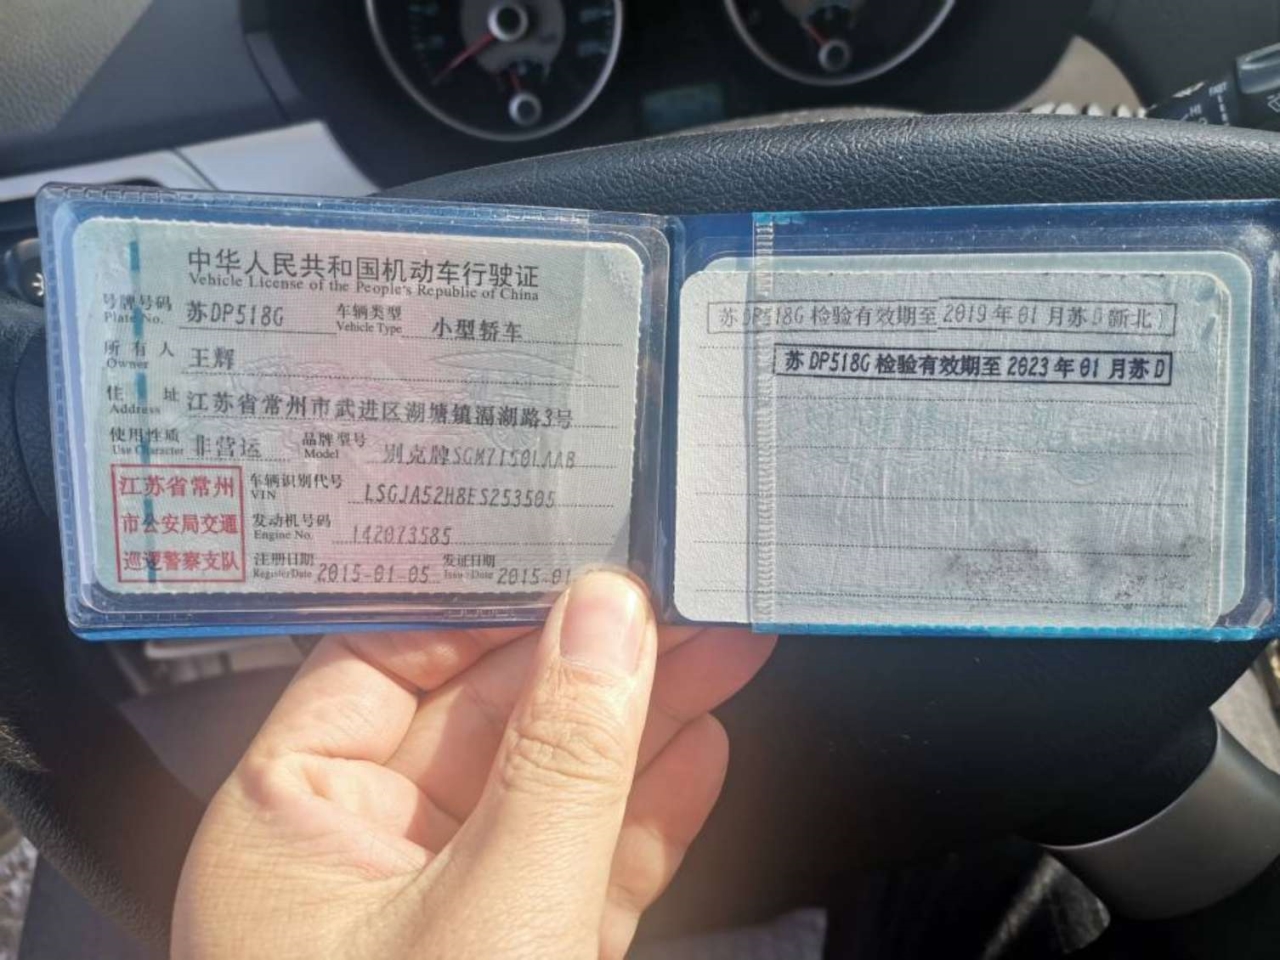 中华人民共和国机动车行驶证
Vehicle License of the People's Republic of China
号牌号码 苏DP518G 车辆类型 小型轿车
Plate No. Vehicle Type
所有人 王辉
Owner
住址 江苏省常州市武进区湖塘镇滆湖路3号
Address
使用性质 非营运 品牌型号 别克牌SGM7150LAAB
Use Character Model
江苏省常州
市公安局交通
巡逻警察支队
车辆识别代号 LSGJA52H8ES253505
VIN
发动机号码 142073585
Engine No.
注册日期 2015-01-05 发证日期 2015-01
Register Date Issue Date
苏DP518G 检验有效期至 2019年01月苏D(新北)
苏DP518G 检验有效期至 2023年01月苏D